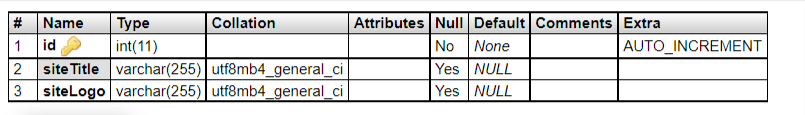 # Name Type Collation Attributes Null Default Comments Extra
1 id int(11) No None AUTO_INCREMENT
2 siteTitle varchar(255) utf8mb4_general_ci Yes NULL
3 siteLogo varchar(255) utf8mb4_general_ci Yes NULL